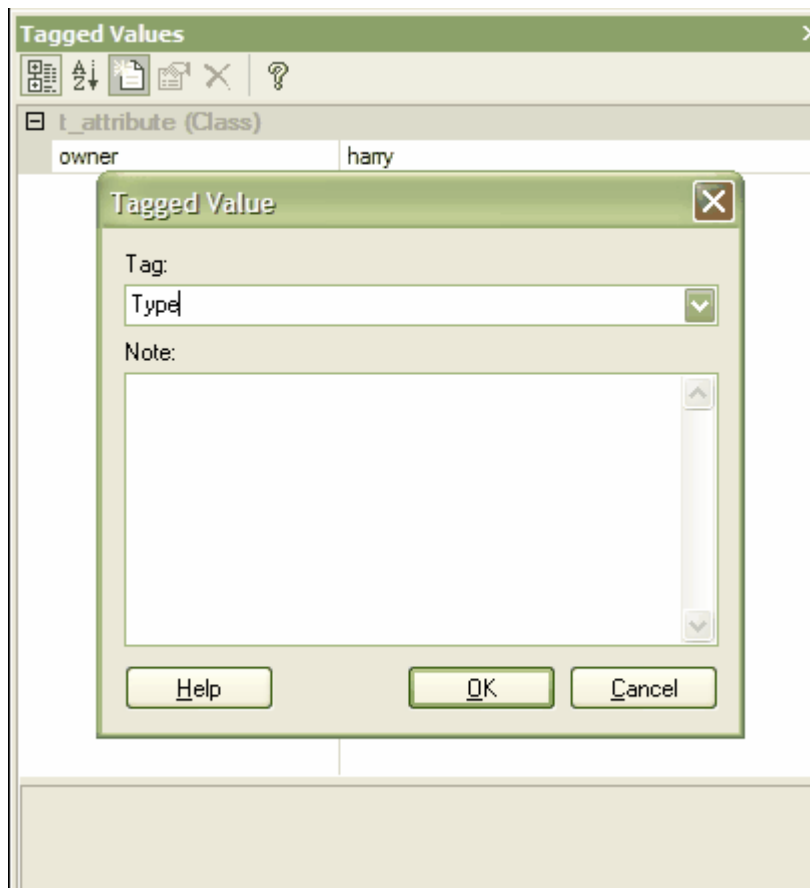 Tagged Values
t_attribute (Class)
owner harry
Tagged Value
Tag:
Type
Note:
Help OK Cancel